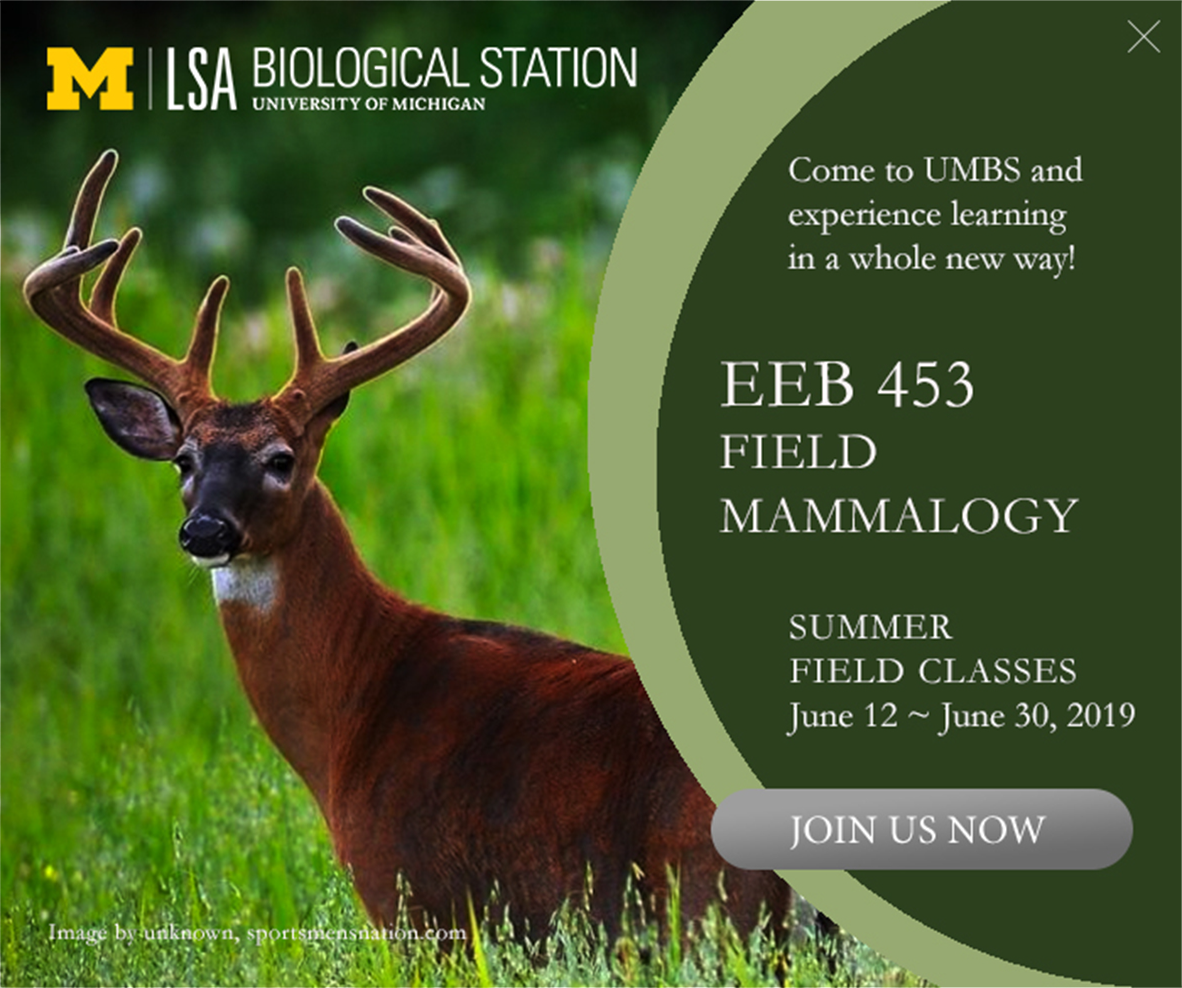 M | LSA BIOLOGICAL STATION
UNIVERSITY OF MICHIGAN
Come to UMBS and
experience learning
in a whole new way!
EEB 453
FIELD
MAMMALOGY
SUMMER
FIELD CLASSES
June 12 ~ June 30, 2019
JOIN US NOW
Image by unknown, sportsmensnation.com